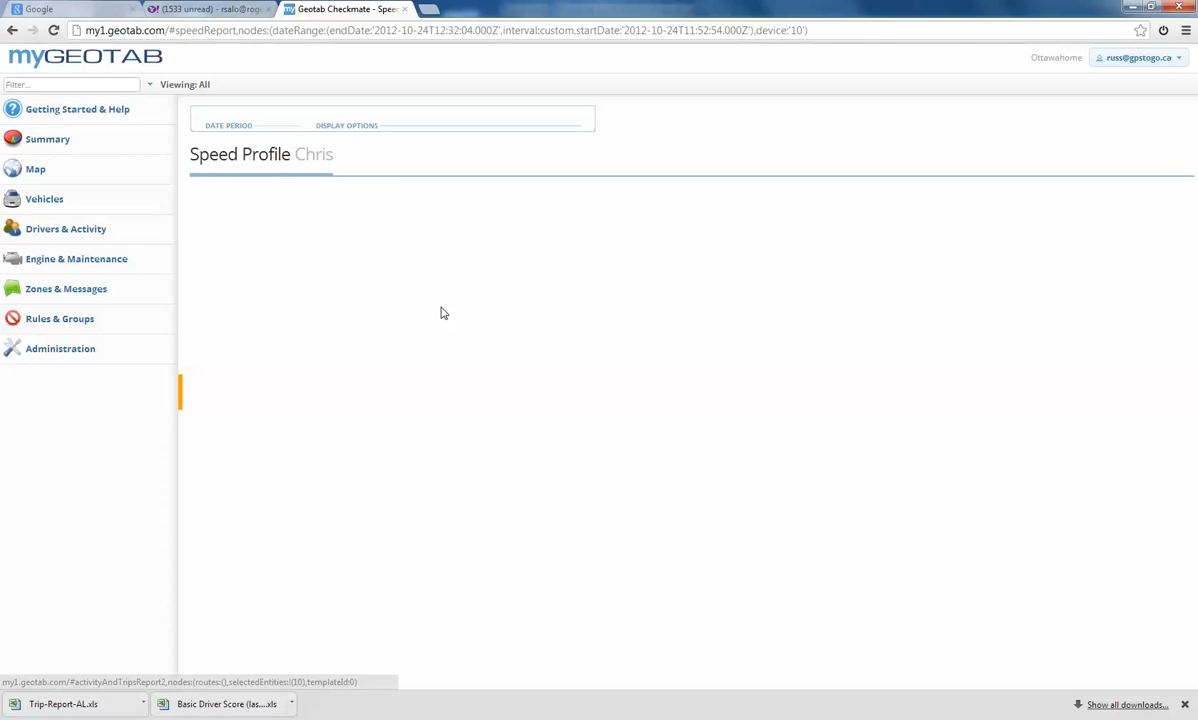 Google
(1533 unread) - rsalo@rog
Geotab Checkmate - Spee
my1.geotab.com/#speedReport,nodes:(dateRange:(endDate:'2012-10-24T12:32:04.000Z',interval:custom,startDate:'2012-10-24T11:52:54.000Z'),device:'10')
myGEOTAB
Ottawahome
russ@gpstogo.ca
Filter...
Viewing: All
Getting Started & Help
Summary
Map
Vehicles
Drivers & Activity
Engine & Maintenance
Zones & Messages
Rules & Groups
Administration
DATE PERIOD
DISPLAY OPTIONS
Speed Profile Chris
my1.geotab.com/#activityAndTripsReport2,nodes:(routes:(),selectedEntities:!(10),templateId:0)
Trip-Report-AL.xls
Basic Driver Score (las....xls
Show all downloads...